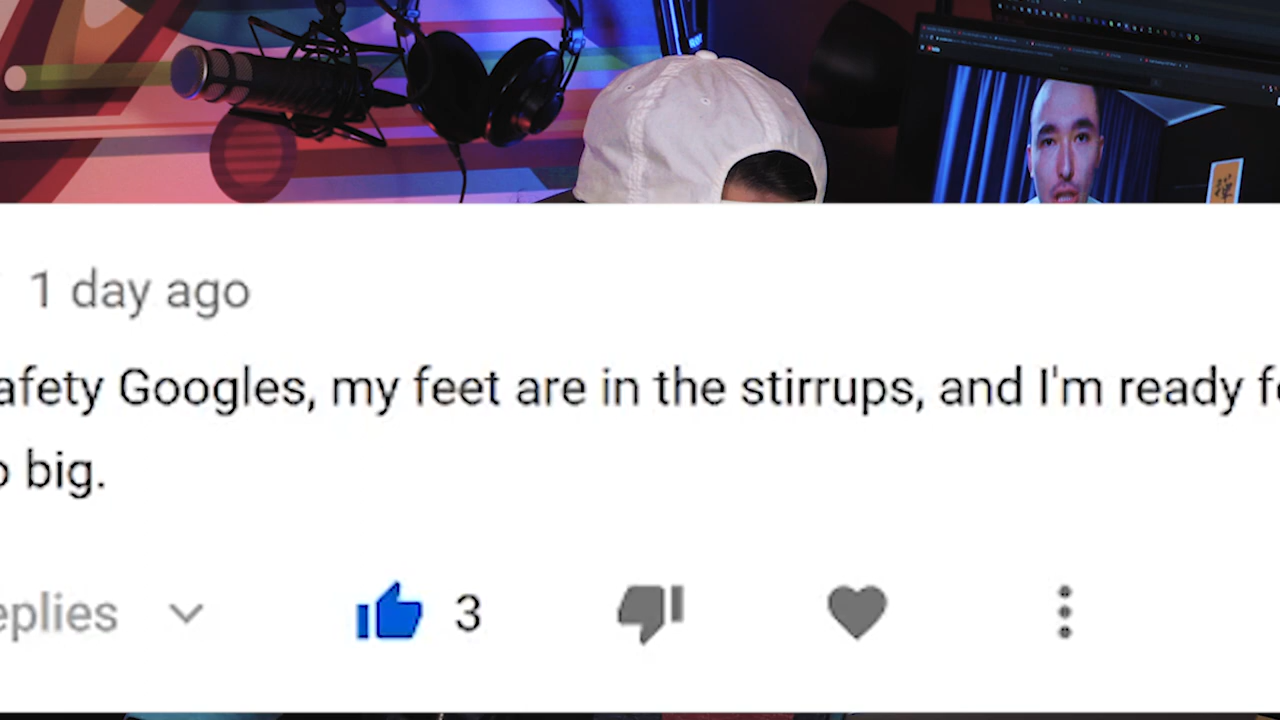 1 day ago
afety Googles, my feet are in the stirrups, and I'm ready f
o big.
eplies
3